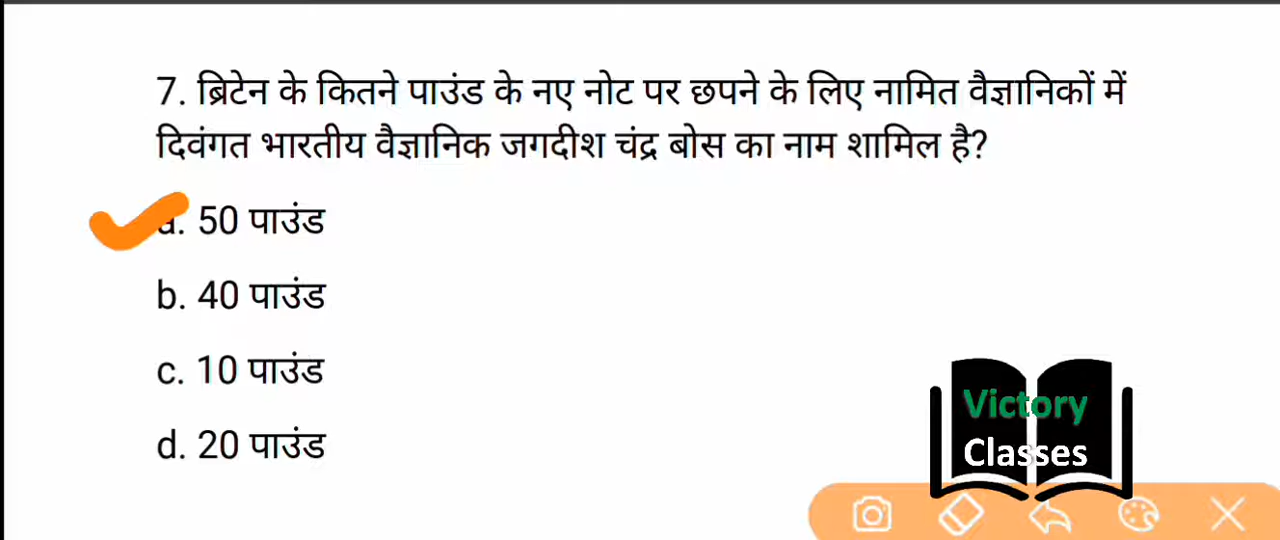 7. ब्रिटेन के कितने पाउंड के नए नोट पर छपने के लिए नामित वैज्ञानिकों में
दिवंगत भारतीय वैज्ञानिक जगदीश चंद्र बोस का नाम शामिल है?
a. 50 पाउंड
b. 40 पाउंड
c. 10 पाउंड
d. 20 पाउंड
Victory
Classes